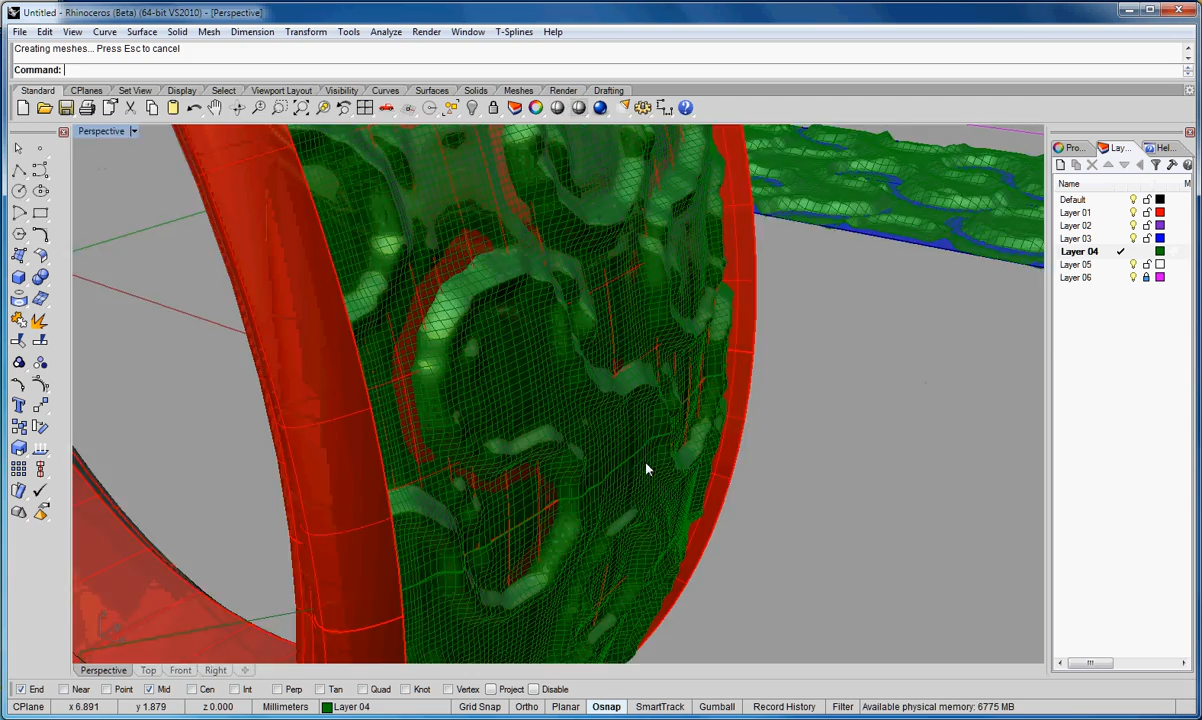 Untitled - Rhinoceros (Beta) (64-bit VS2010) - [Perspective]
File Edit View Curve Surface Solid Mesh Dimension Transform Tools Analyze Render Window T-Splines Help
Creating meshes... Press Esc to cancel
Command:
Standard CPlanes Set View Display Select Viewport Layout Visibility Curves Surfaces Solids Meshes Render Drafting
Perspective
Pro... Lay... Hel...
Name M
Default
Layer 01
Layer 02
Layer 03
Layer 04
Layer 05
Layer 06
Perspective Top Front Right
End Near Point Mid Cen Int Perp Tan Quad Knot Vertex Project Disable
CPlane x 6.891 y 1.879 z 0.000 Millimeters Layer 04 Grid Snap Ortho Planar Osnap SmartTrack Gumball Record History Filter Available physical memory: 6775 MB